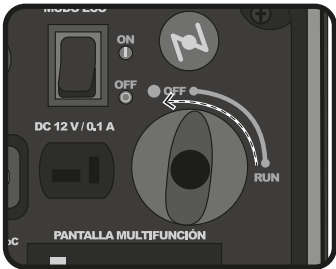 MODO ECO
ON
OFF
OFF
DC 12 V / 0,1 A
RUN
PANTALLA MULTIFUNCIÓN